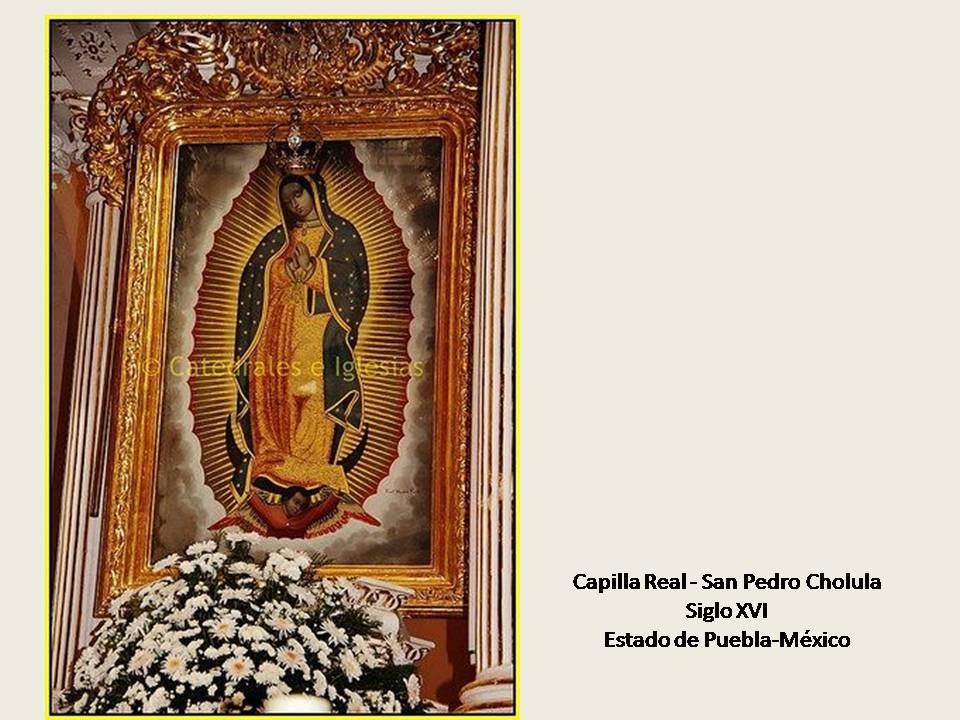 © Catedrales e Iglesias
Capilla Real - San Pedro Cholula
Siglo XVI
Estado de Puebla-México